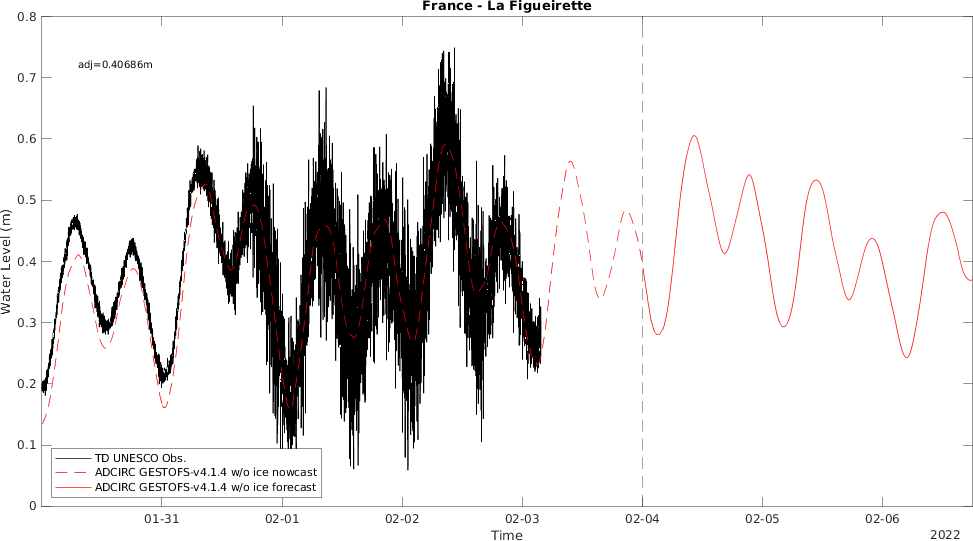 France - La Figueirette
0.8
0.7
0.6
0.5
0.4
0.3
0.2
0.1
0
Water Level (m)
adj=0.40686m
TD UNESCO Obs.
ADCIRC GESTOFS-v4.1.4 w/o ice nowcast
ADCIRC GESTOFS-v4.1.4 w/o ice forecast
01-31 02-01 02-02 02-03 02-04 02-05 02-06
Time
2022